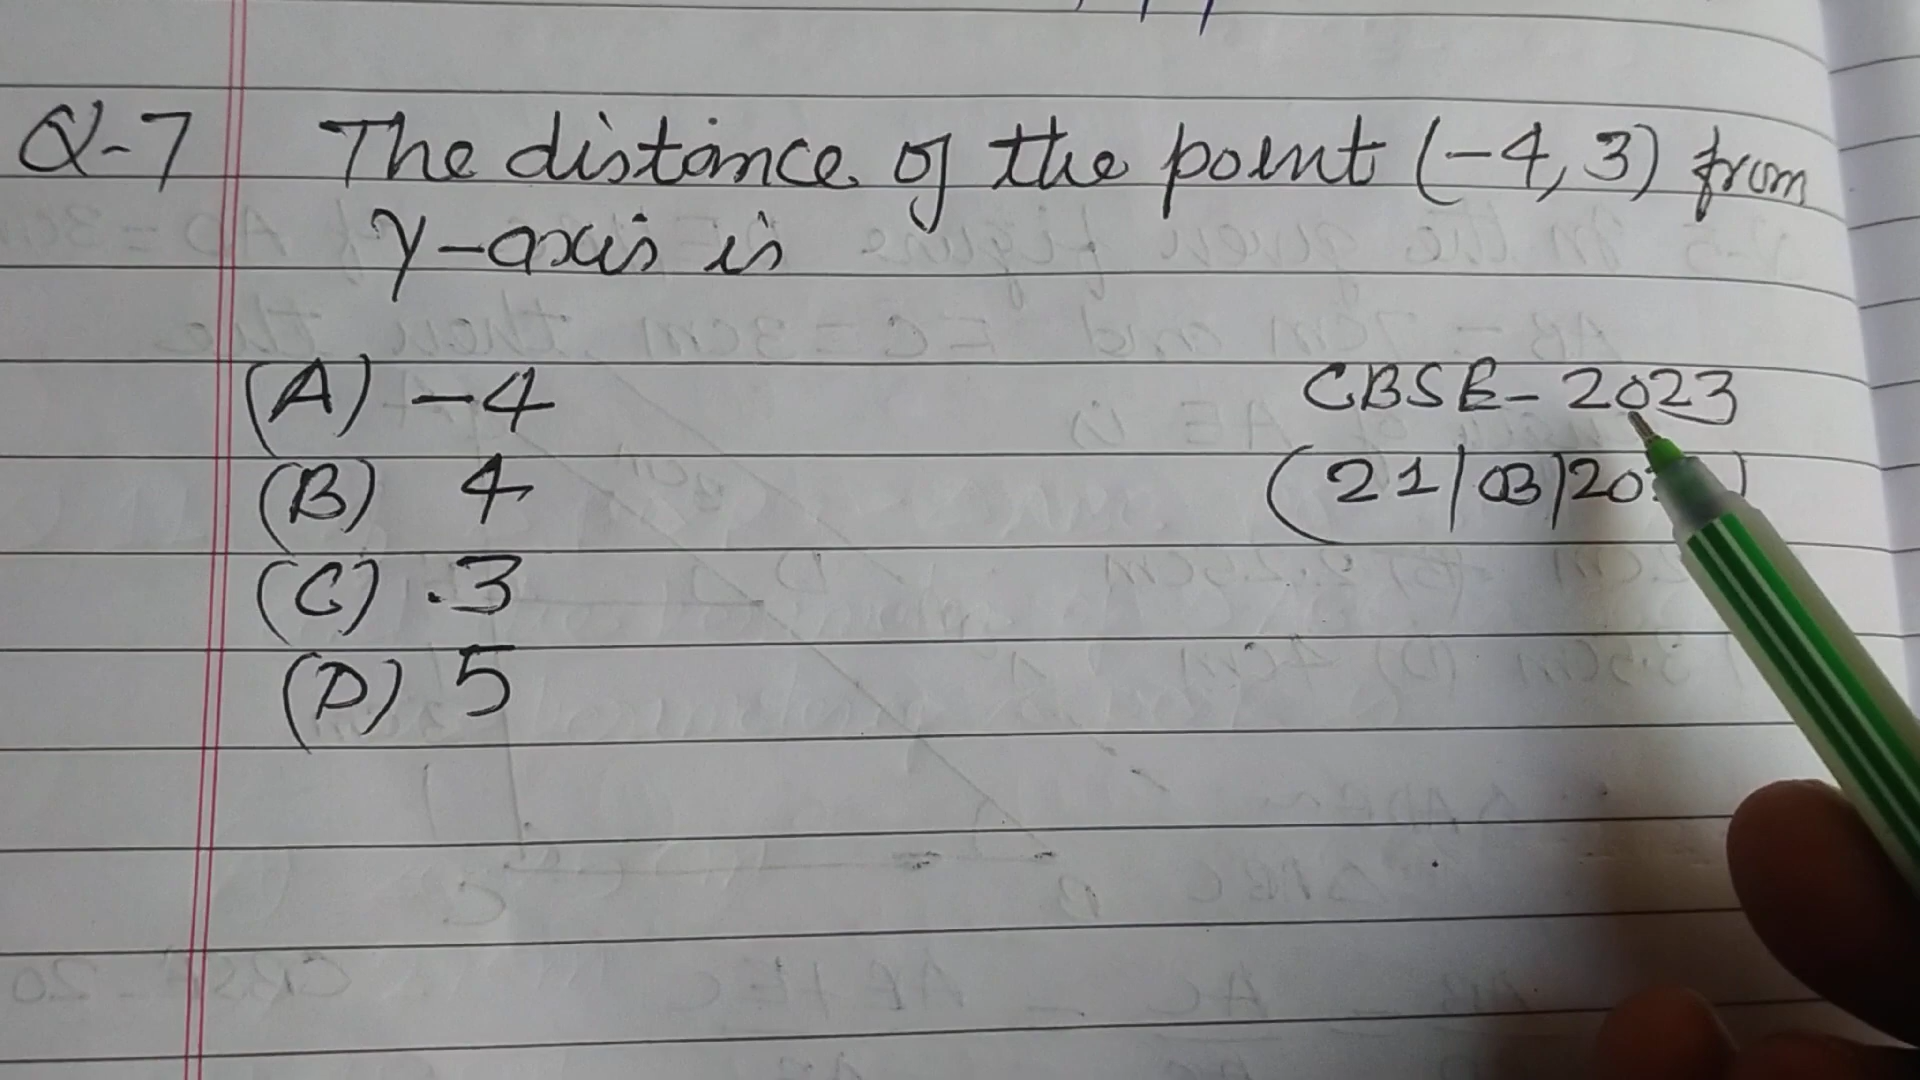 Q-7 The distance of the point (-4, 3) from
Y-axis is
(A) -4
CBSE-2023
(B) 4
(21/03/20
(C) .3
(D) 5